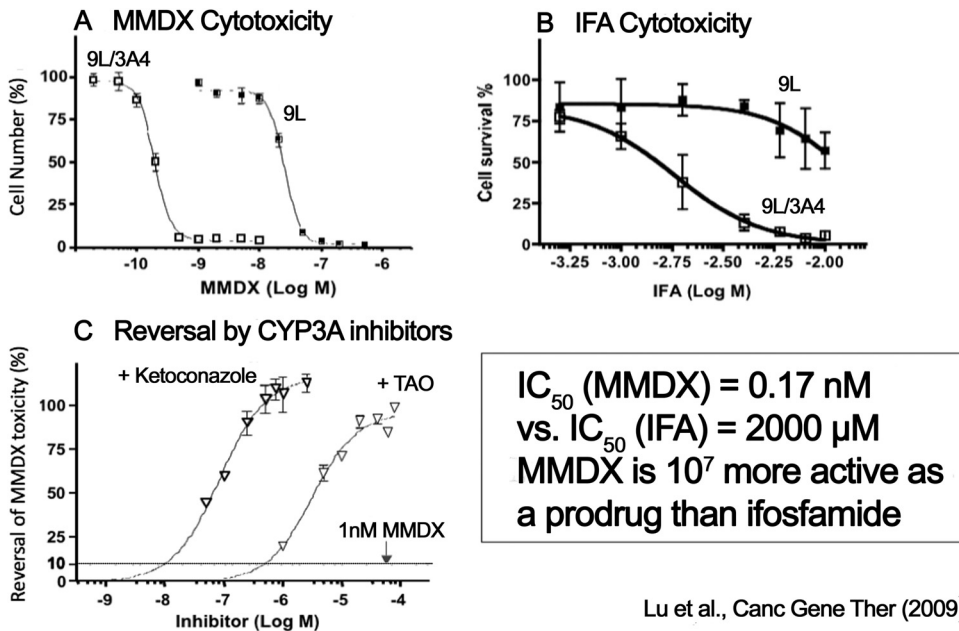 A MMDX Cytotoxicity
9L/3A4
9L
Cell Number (%)
100
75
50
25
0
-10 -9 -8 -7 -6
MMDX (Log M)
B IFA Cytotoxicity
9L
9L/3A4
Cell survival %
100
75
50
25
0
-3.25 -3.00 -2.75 -2.50 -2.25 -2.00
IFA (Log M)
C Reversal by CYP3A inhibitors
+ Ketoconazole
+ TAO
1nM MMDX
Reversal of MMDX toxicity (%)
100
75
50
25
10
0
-9 -8 -7 -6 -5 -4
Inhibitor (Log M)
IC50 (MMDX) = 0.17 nM
vs. IC50 (IFA) = 2000 µM
MMDX is 10⁷ more active as
a prodrug than ifosfamide
Lu et al., Canc Gene Ther (2009